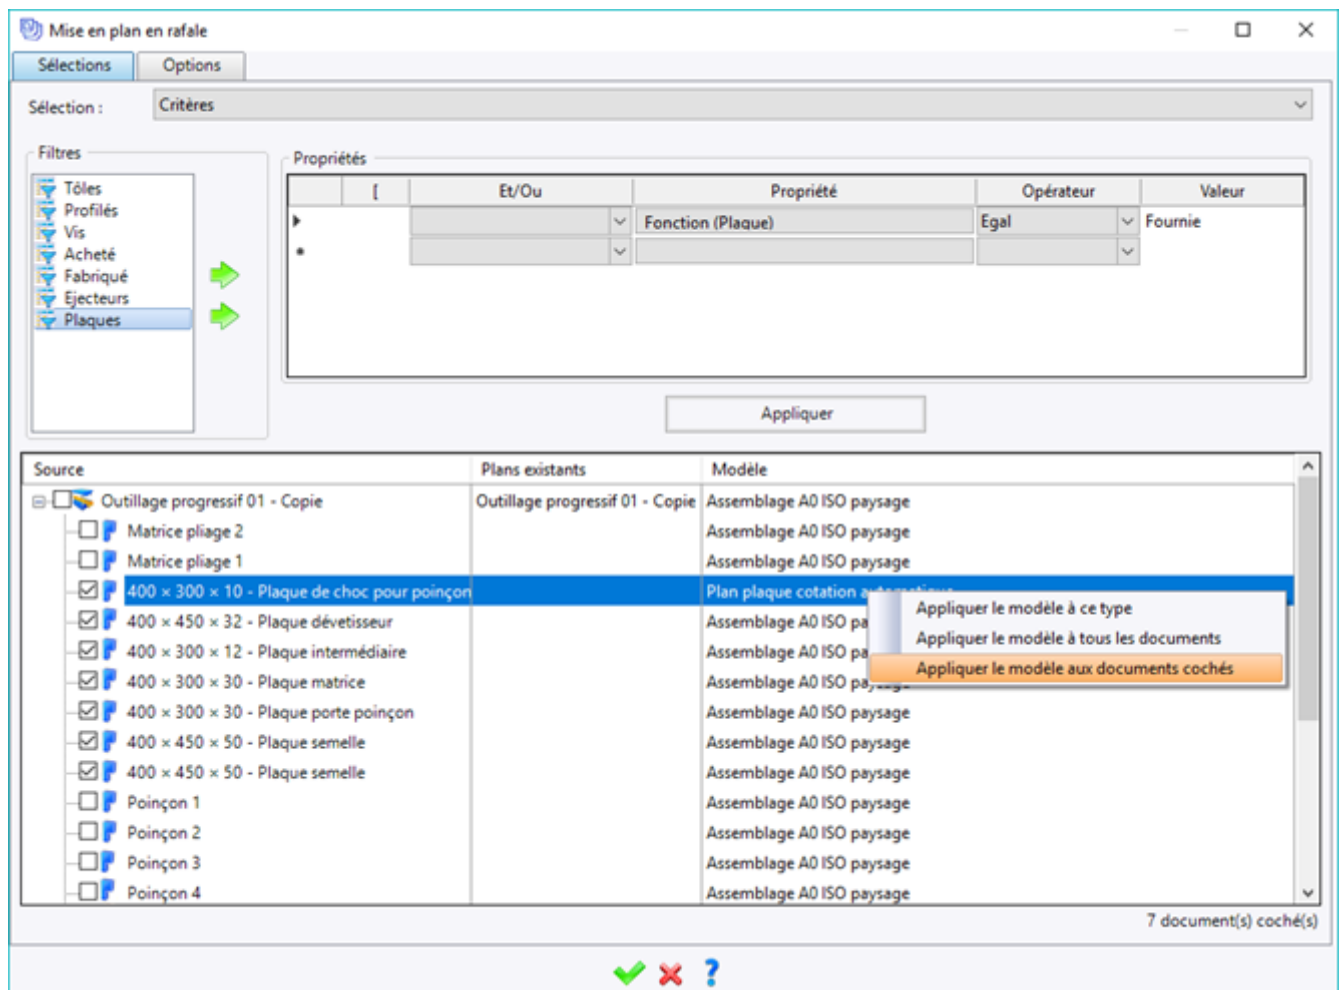 Mise en plan en rafale
Sélections Options
Sélection : Critères
Filtres
Tôles
Profilés
Vis
Acheté
Fabriqué
Ejecteurs
Plaques
Propriétés
[ Et/Ou Propriété Opérateur Valeur
Fonction (Plaque) Egal Fournie
Appliquer
Source Plans existants Modèle
Outillage progressif 01 - Copie Outillage progressif 01 - Copie Assemblage A0 ISO paysage
Matrice pliage 2 Assemblage A0 ISO paysage
Matrice pliage 1 Assemblage A0 ISO paysage
400 × 300 × 10 - Plaque de choc pour poinçon Plan plaque cotation
400 × 450 × 32 - Plaque dévetisseur Assemblage A0 ISO pa
400 × 300 × 12 - Plaque intermédiaire Assemblage A0 ISO pa
400 × 300 × 30 - Plaque matrice Assemblage A0 ISO
400 × 300 × 30 - Plaque porte poinçon Assemblage A0 ISO paysage
400 × 450 × 50 - Plaque semelle Assemblage A0 ISO paysage
400 × 450 × 50 - Plaque semelle Assemblage A0 ISO paysage
Poinçon 1 Assemblage A0 ISO paysage
Poinçon 2 Assemblage A0 ISO paysage
Poinçon 3 Assemblage A0 ISO paysage
Poinçon 4 Assemblage A0 ISO paysage
Appliquer le modèle à ce type
Appliquer le modèle à tous les documents
Appliquer le modèle aux documents cochés
7 document(s) coché(s)